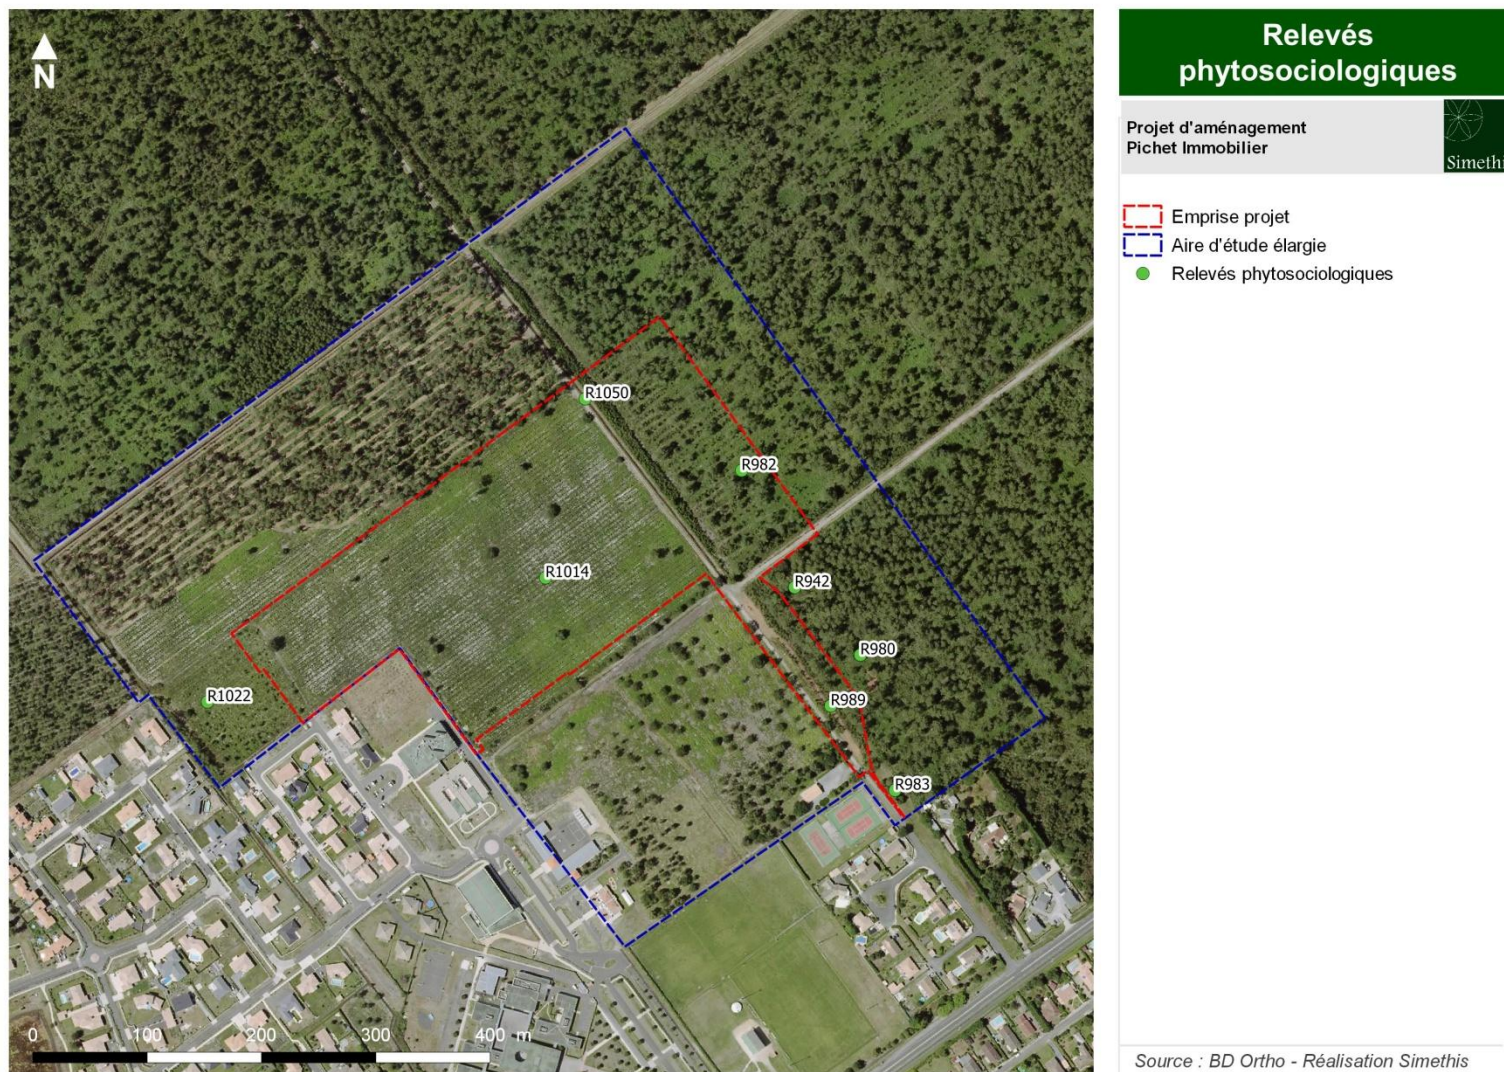 Relevés
phytosociologiques
Projet d'aménagement
Pichet Immobilier
Simethi
Emprise projet
Aire d'étude élargie
Relevés phytosociologiques
N
R1050
R982
R1014
R942
R980
R1022
R989
R983
0 100 200 300 400 m
Source : BD Ortho - Réalisation Simethis